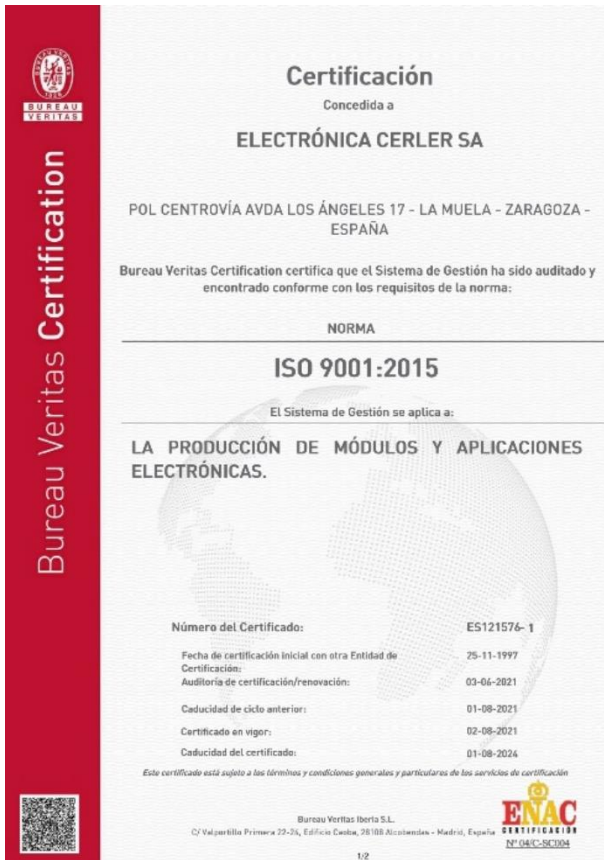 BUREAU
VERITAS
Bureau Veritas Certification
Certificación
Concedida a
ELECTRÓNICA CERLER SA
POL CENTROVÍA AVDA LOS ÁNGELES 17 - LA MUELA - ZARAGOZA -
ESPAÑA
Bureau Veritas Certification certifica que el Sistema de Gestión ha sido auditado y
encontrado conforme con los requisitos de la norma:
NORMA
ISO 9001:2015
El Sistema de Gestión se aplica a:
LA PRODUCCIÓN DE MÓDULOS Y APLICACIONES
ELECTRÓNICAS.
Número del Certificado: ES121576- 1
Fecha de certificación inicial con otra Entidad de 25-11-1997
Certificación:
Auditoría de certificación/renovación: 03-06-2021
Caducidad de ciclo anterior: 01-08-2021
Certificado en vigor: 02-08-2021
Caducidad del certificado: 01-08-2024
Este certificado está sujeto a los términos y condiciones generales y particulares de los servicios de certificación
Bureau Veritas Iberia S.L.
C/ Valportillo Primera 22-24, Edificio Caoba, 28108 Alcobendas - Madrid, España
1/2
ENAC
CERTIFICACIÓN
Nº 04/C-SC004